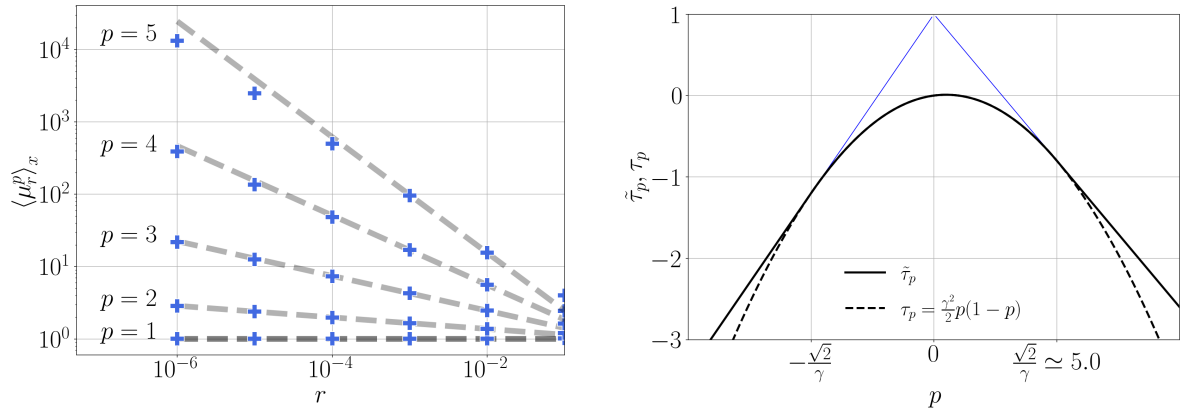 ⟨μ_r^p⟩_x
10^4
10^3
10^2
10^1
10^0
p = 5
p = 4
p = 3
p = 2
p = 1
10^−6
10^−4
10^−2
r
τ̃_p, τ_p
1
0
−1
−2
−3
τ̃_p
τ_p = γ^2/2 p(1 − p)
−√2/γ
0
√2/γ ≃ 5.0
p